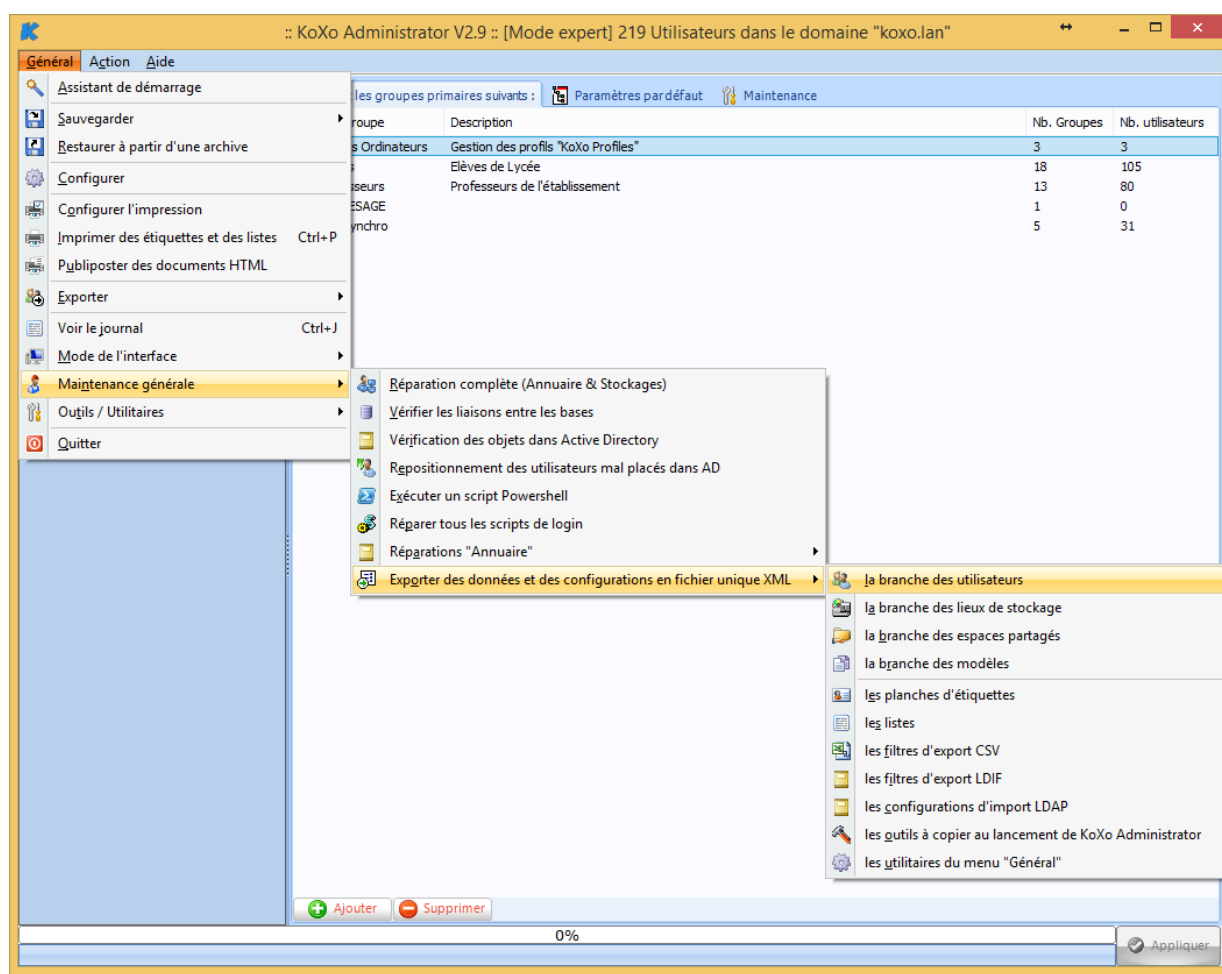 :: KoXo Administrator V2.9 :: [Mode expert] 219 Utilisateurs dans le domaine "koxo.lan"
Général Action Aide
Assistant de démarrage
Sauvegarder
Restaurer à partir d'une archive
Configurer
Configurer l'impression
Imprimer des étiquettes et des listes Ctrl+P
Publiposter des documents HTML
Exporter
Voir le journal Ctrl+J
Mode de l'interface
Maintenance générale
Outils / Utilitaires
Quitter
les groupes primaires suivants : Paramètres par défaut Maintenance
roupe Description Nb. Groupes Nb. utilisateurs
s Ordinateurs Gestion des profils "KoXo Profiles" 3 3
s Elèves de Lycée 18 105
sseurs Professeurs de l'établissement 13 80
ESAGE 1 0
ynchro 5 31
Réparation complète (Annuaire & Stockages)
Vérifier les liaisons entre les bases
Vérification des objets dans Active Directory
Repositionnement des utilisateurs mal placés dans AD
Exécuter un script Powershell
Réparer tous les scripts de login
Réparations "Annuaire"
Exporter des données et des configurations en fichier unique XML
la branche des utilisateurs
la branche des lieux de stockage
la branche des espaces partagés
la branche des modèles
les planches d'étiquettes
les listes
les filtres d'export CSV
les filtres d'export LDIF
les configurations d'import LDAP
les outils à copier au lancement de KoXo Administrator
les utilitaires du menu "Général"
Ajouter Supprimer
0%
Appliquer